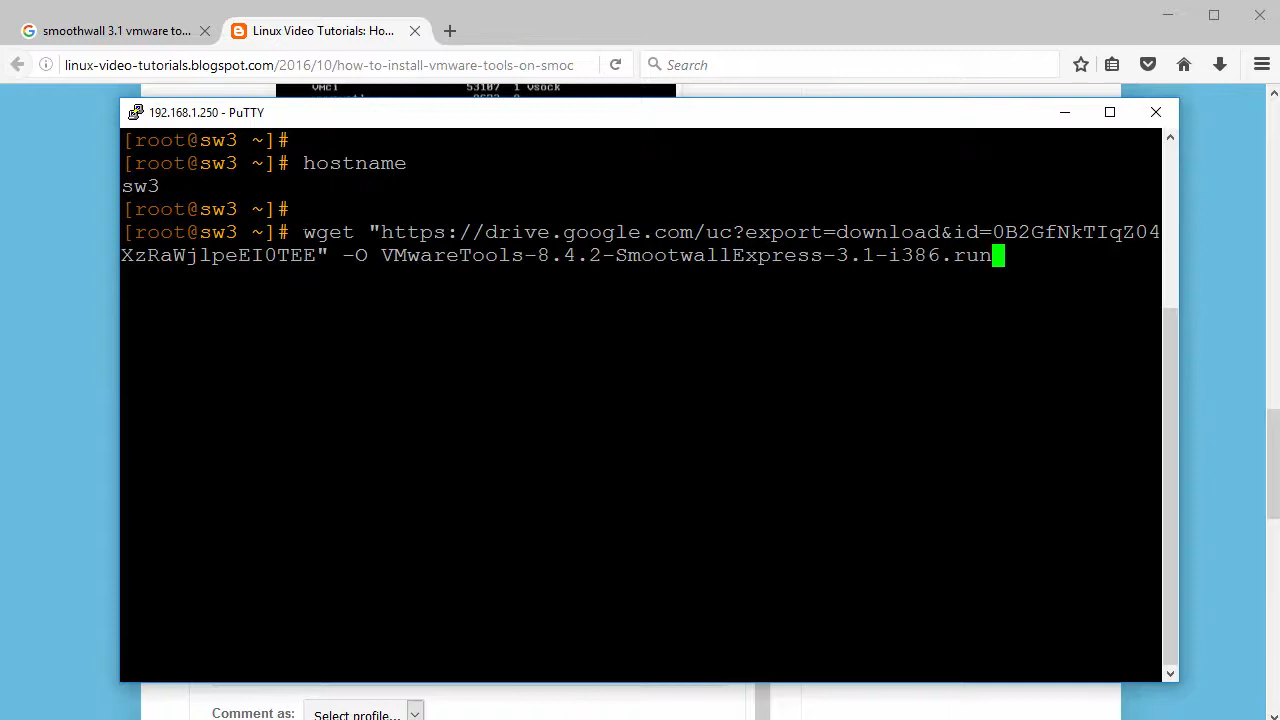 smoothwall 3.1 vmware to...
Linux Video Tutorials: Ho...
linux-video-tutorials.blogspot.com/2016/10/how-to-install-vmware-tools-on-smoc
Search
192.168.1.250 - PuTTY
[root@sw3 ~]#
[root@sw3 ~]# hostname
sw3
[root@sw3 ~]#
[root@sw3 ~]# wget "https://drive.google.com/uc?export=download&id=0B2GfNkTIqZ04
XzRaWjlpeEI0TEE" -O VMwareTools-8.4.2-SmootwallExpress-3.1-i386.run
Comment as:
Select profile...